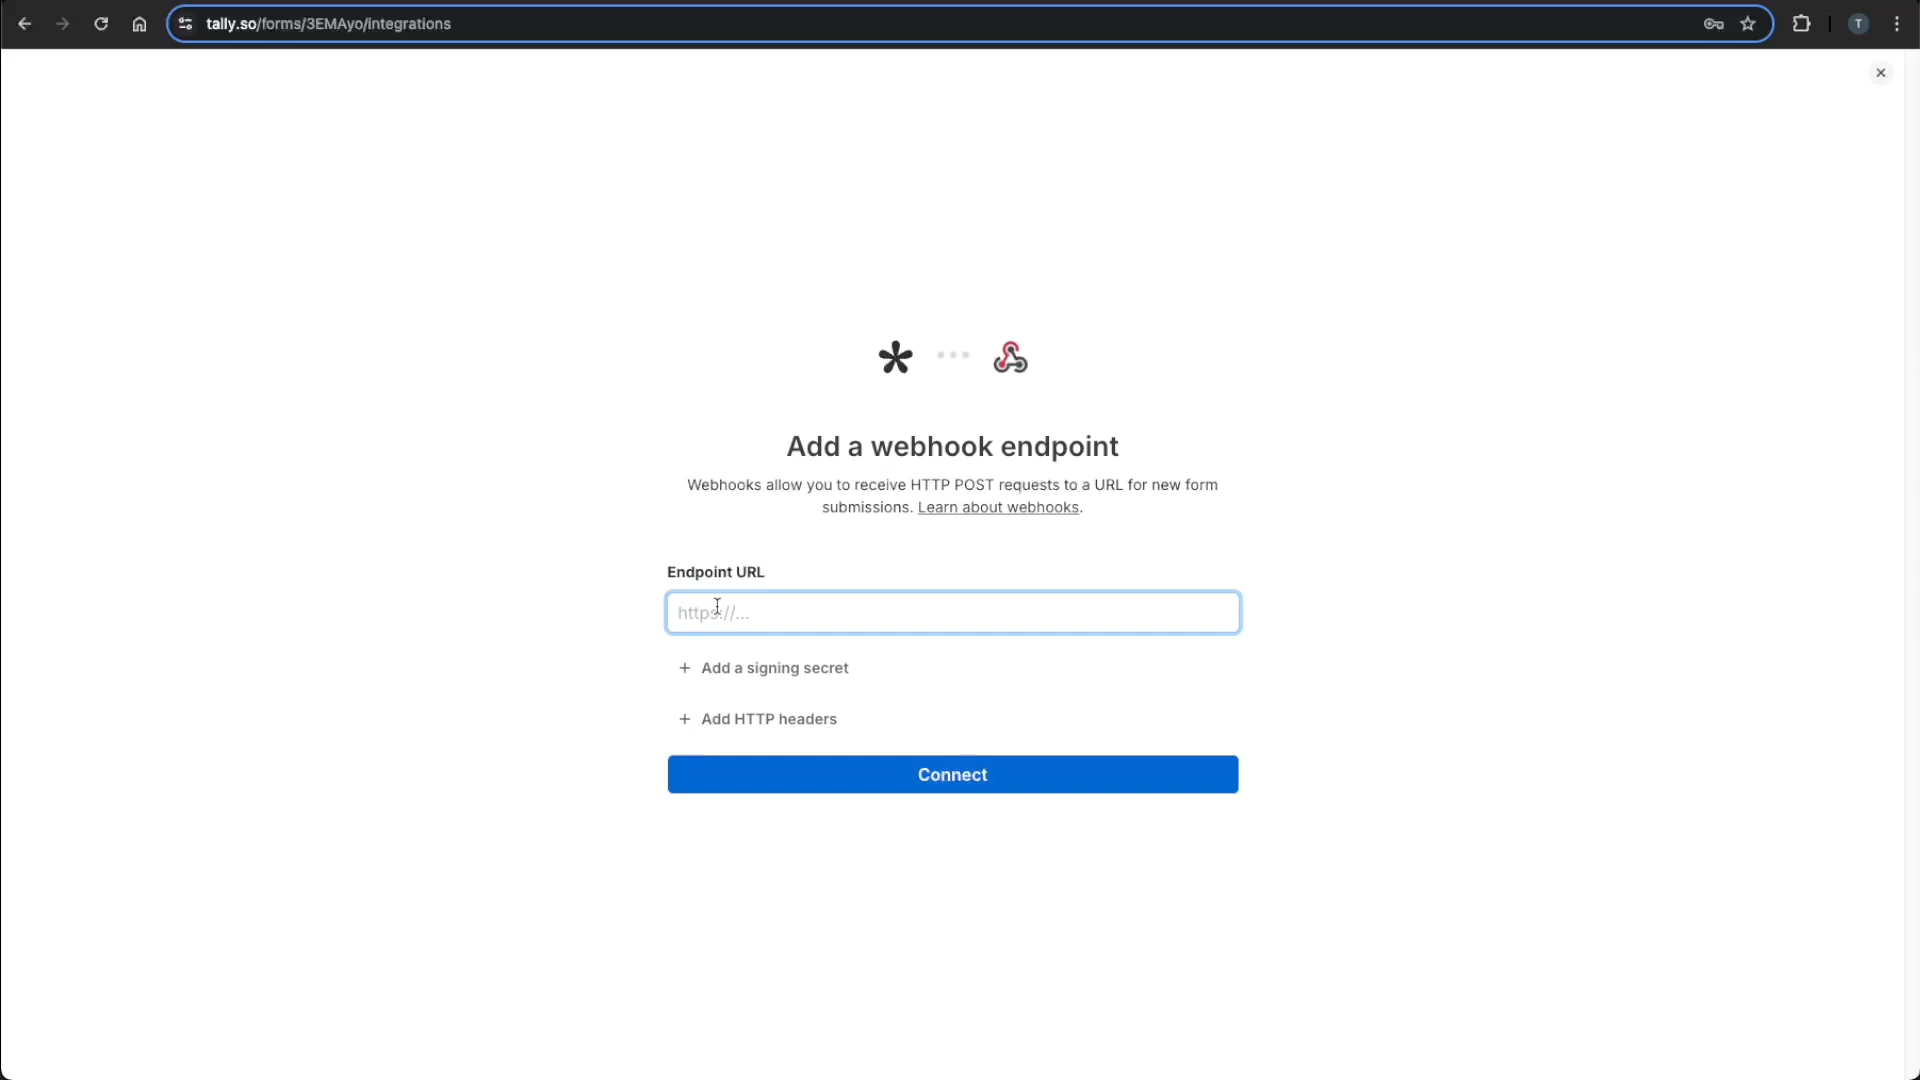 tally.so/forms/3EMAyo/integrations
T
Add a webhook endpoint
Webhooks allow you to receive HTTP POST requests to a URL for new form
submissions. Learn about webhooks.
Endpoint URL
https://...
+ Add a signing secret
+ Add HTTP headers
Connect